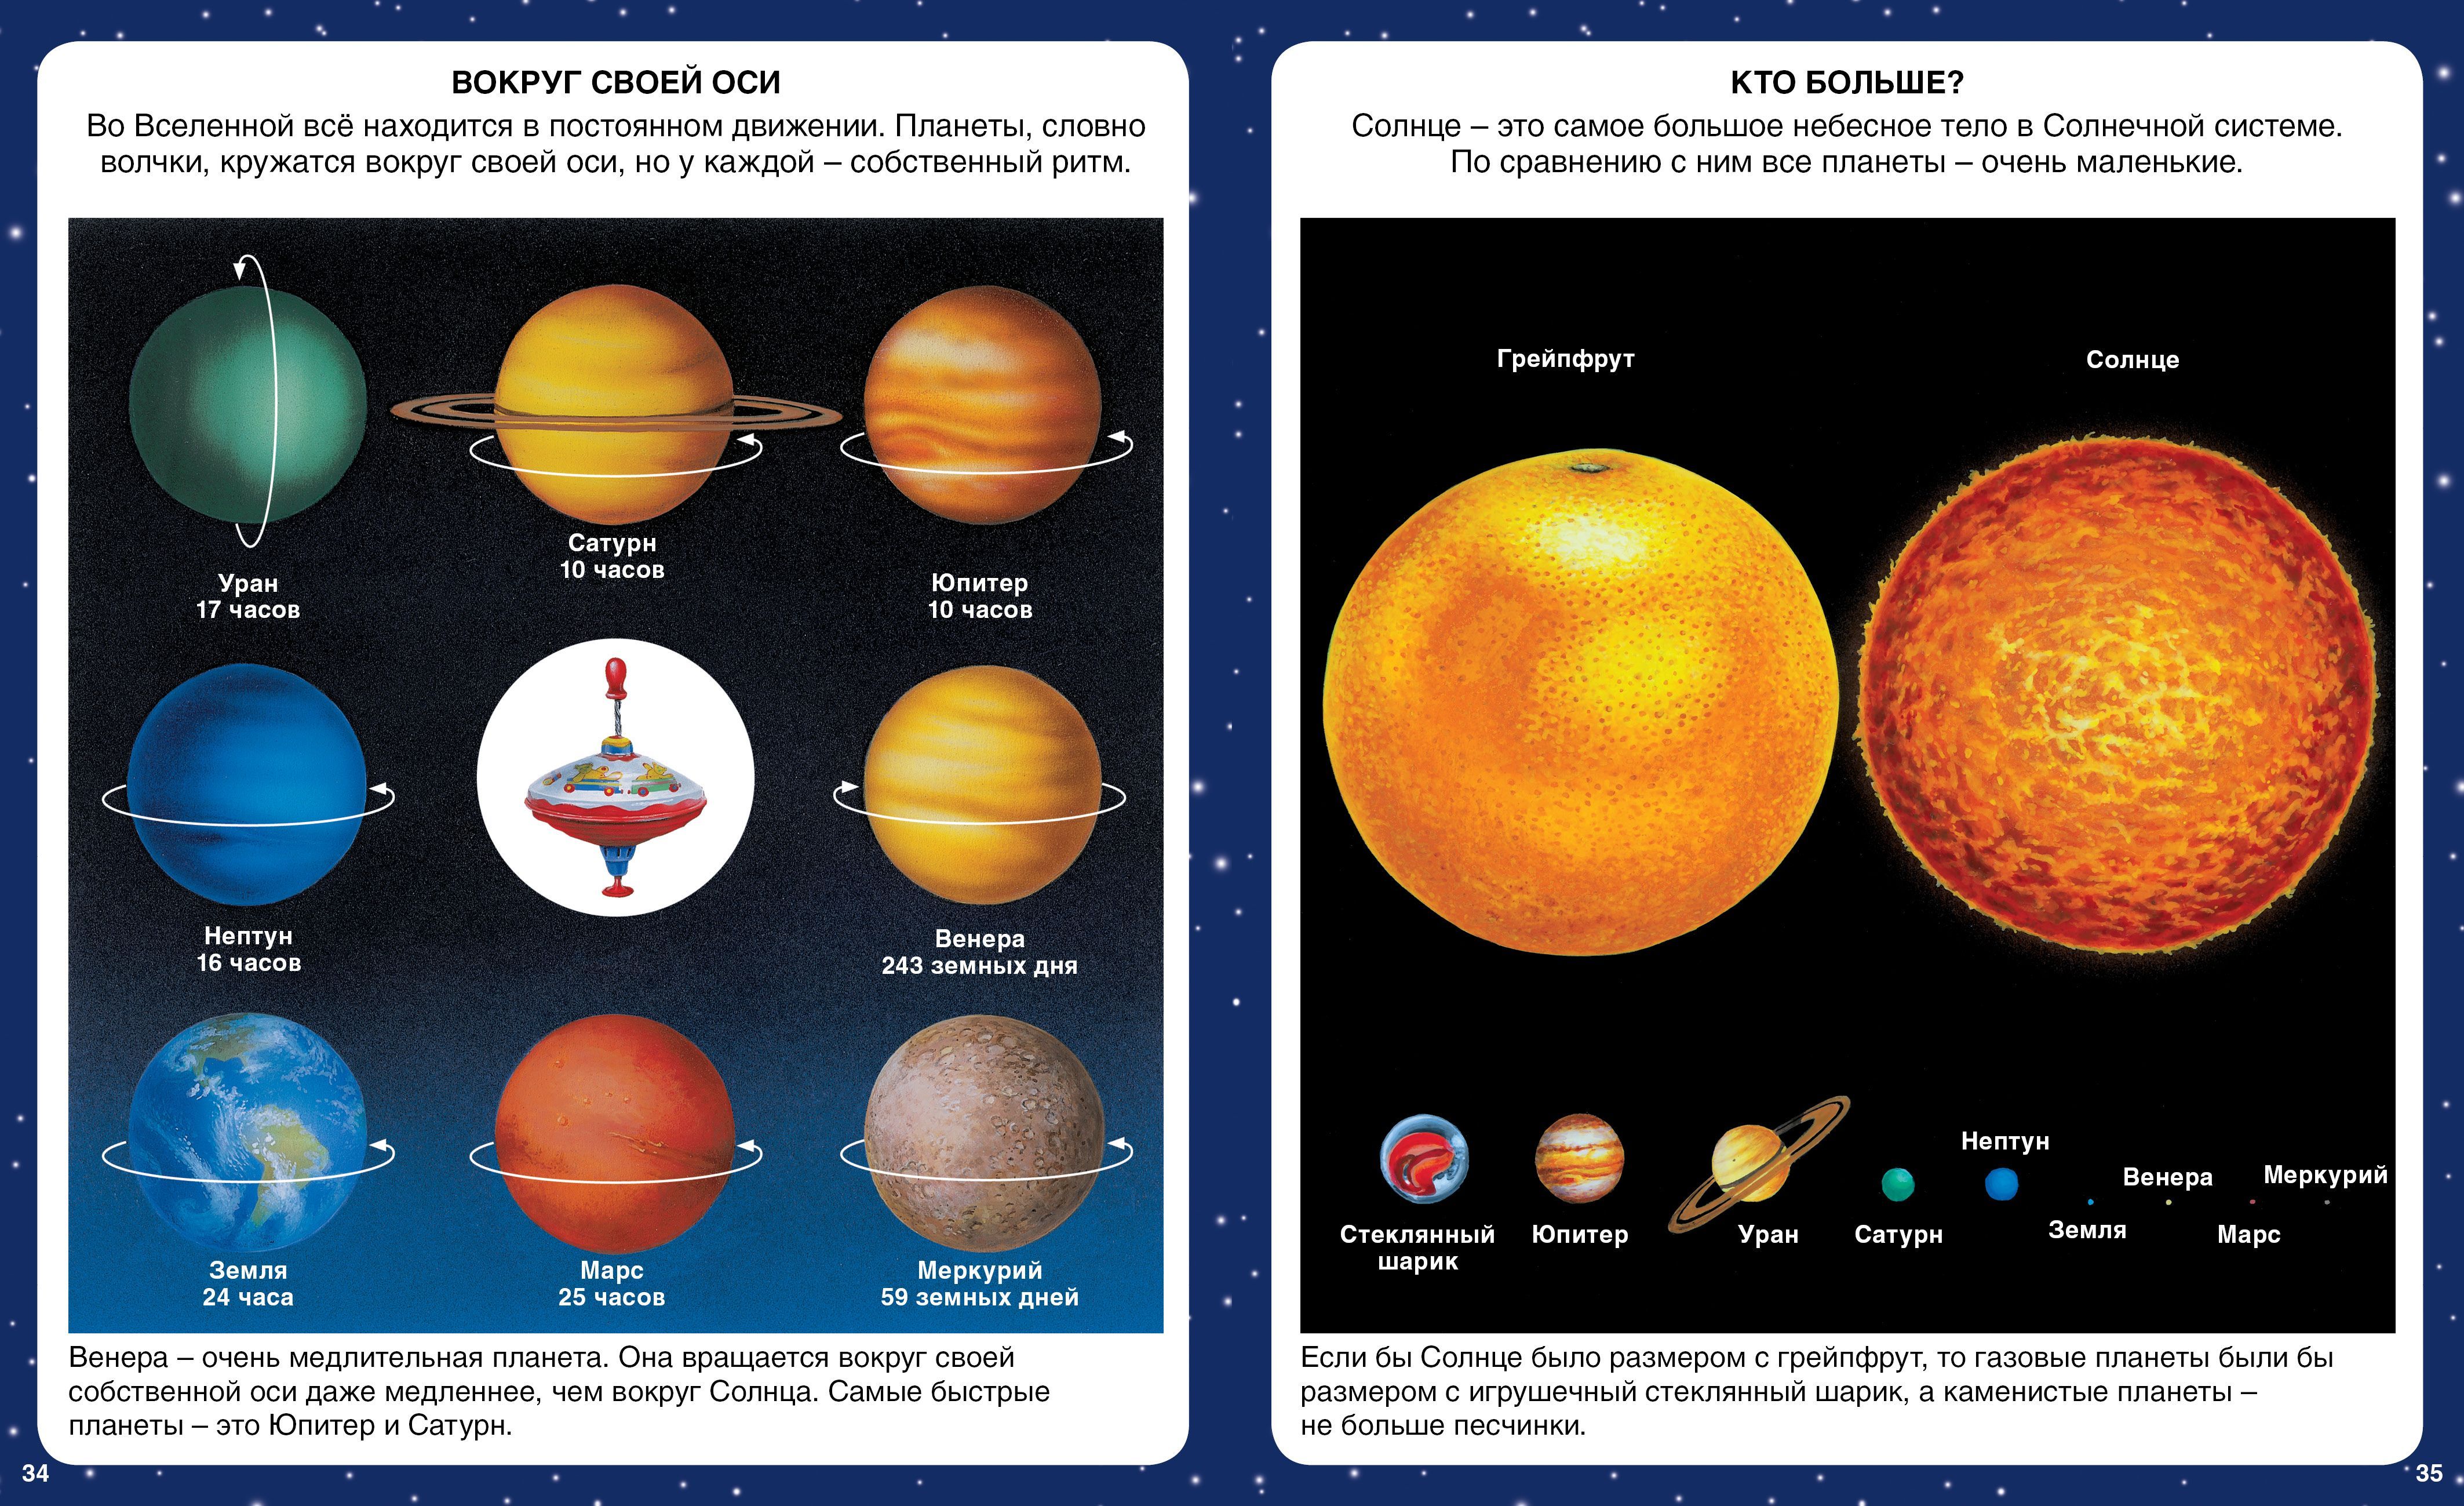 ВОКРУГ СВОЕЙ ОСИ
Во Вселенной всё находится в постоянном движении. Планеты, словно
волчки, кружатся вокруг своей оси, но у каждой – собственный ритм.
Уран
17 часов
Сатурн
10 часов
Юпитер
10 часов
Нептун
16 часов
Венера
243 земных дня
Земля
24 часа
Марс
25 часов
Меркурий
59 земных дней
Венера – очень медлительная планета. Она вращается вокруг своей
собственной оси даже медленнее, чем вокруг Солнца. Самые быстрые
планеты – это Юпитер и Сатурн.
34
КТО БОЛЬШЕ?
Солнце – это самое большое небесное тело в Солнечной системе.
По сравнению с ним все планеты – очень маленькие.
Грейпфрут
Солнце
Стеклянный
шарик
Юпитер
Уран
Сатурн
Нептун
Земля
Венера
Марс
Меркурий
Если бы Солнце было размером с грейпфрут, то газовые планеты были бы
размером с игрушечный стеклянный шарик, а каменистые планеты –
не больше песчинки.
35